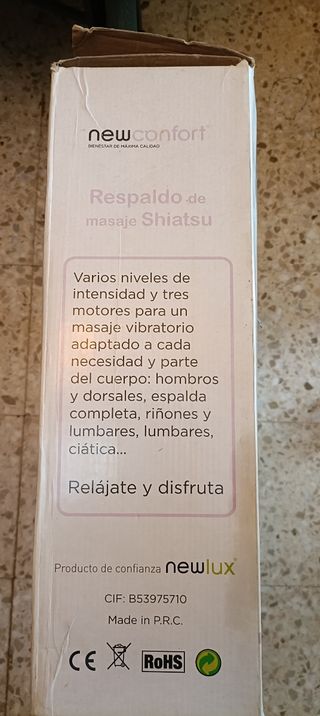 newconfort
BIENESTAR DE MÁXIMA CALIDAD
Respaldo de
masaje Shiatsu
Varios niveles de
intensidad y tres
motores para un
masaje vibratorio
adaptado a cada
necesidad y parte
del cuerpo: hombros
y dorsales, espalda
completa, riñones y
lumbares, lumbares,
ciática...
Relájate y disfruta
Producto de confianza newlux
CIF: B53975710
Made in P.R.C.
CE RoHS